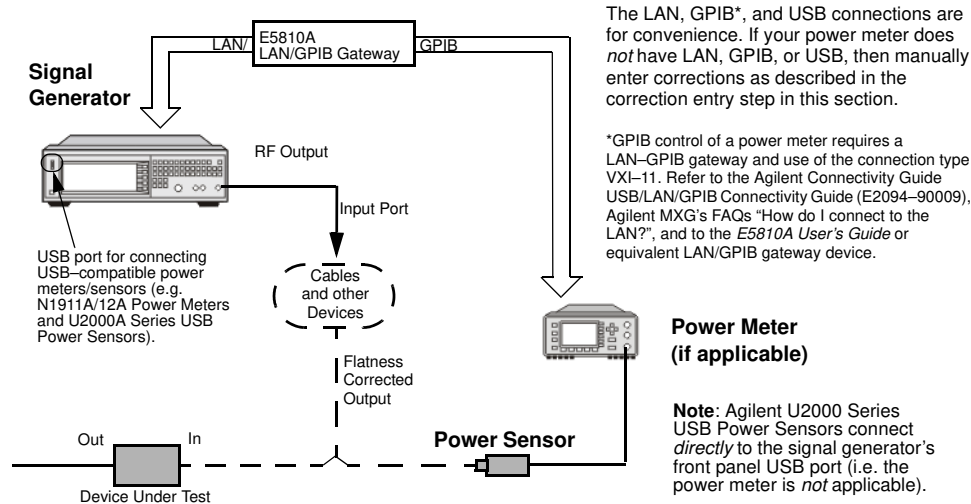 The LAN, GPIB*, and USB connections are
for convenience. If your power meter does
not have LAN, GPIB, or USB, then manually
enter corrections as described in the
correction entry step in this section.
*GPIB control of a power meter requires a
LAN–GPIB gateway and use of the connection type
VXI–11. Refer to the Agilent Connectivity Guide
USB/LAN/GPIB Connectivity Guide (E2094–90009),
Agilent MXG's FAQs “How do I connect to the
LAN?”, and to the E5810A User's Guide or
equivalent LAN/GPIB gateway device.
LAN/
E5810A
LAN/GPIB Gateway
GPIB
Signal
Generator
RF Output
Input Port
USB port for connecting
USB–compatible power
meters/sensors (e.g.
N1911A/12A Power Meters
and U2000A Series USB
Power Sensors).
Cables
and other
Devices
Power Meter
(if applicable)
Flatness
Corrected
Output
Note: Agilent U2000 Series
USB Power Sensors connect
directly to the signal generator's
front panel USB port (i.e. the
power meter is not applicable).
Out
In
Power Sensor
Device Under Test